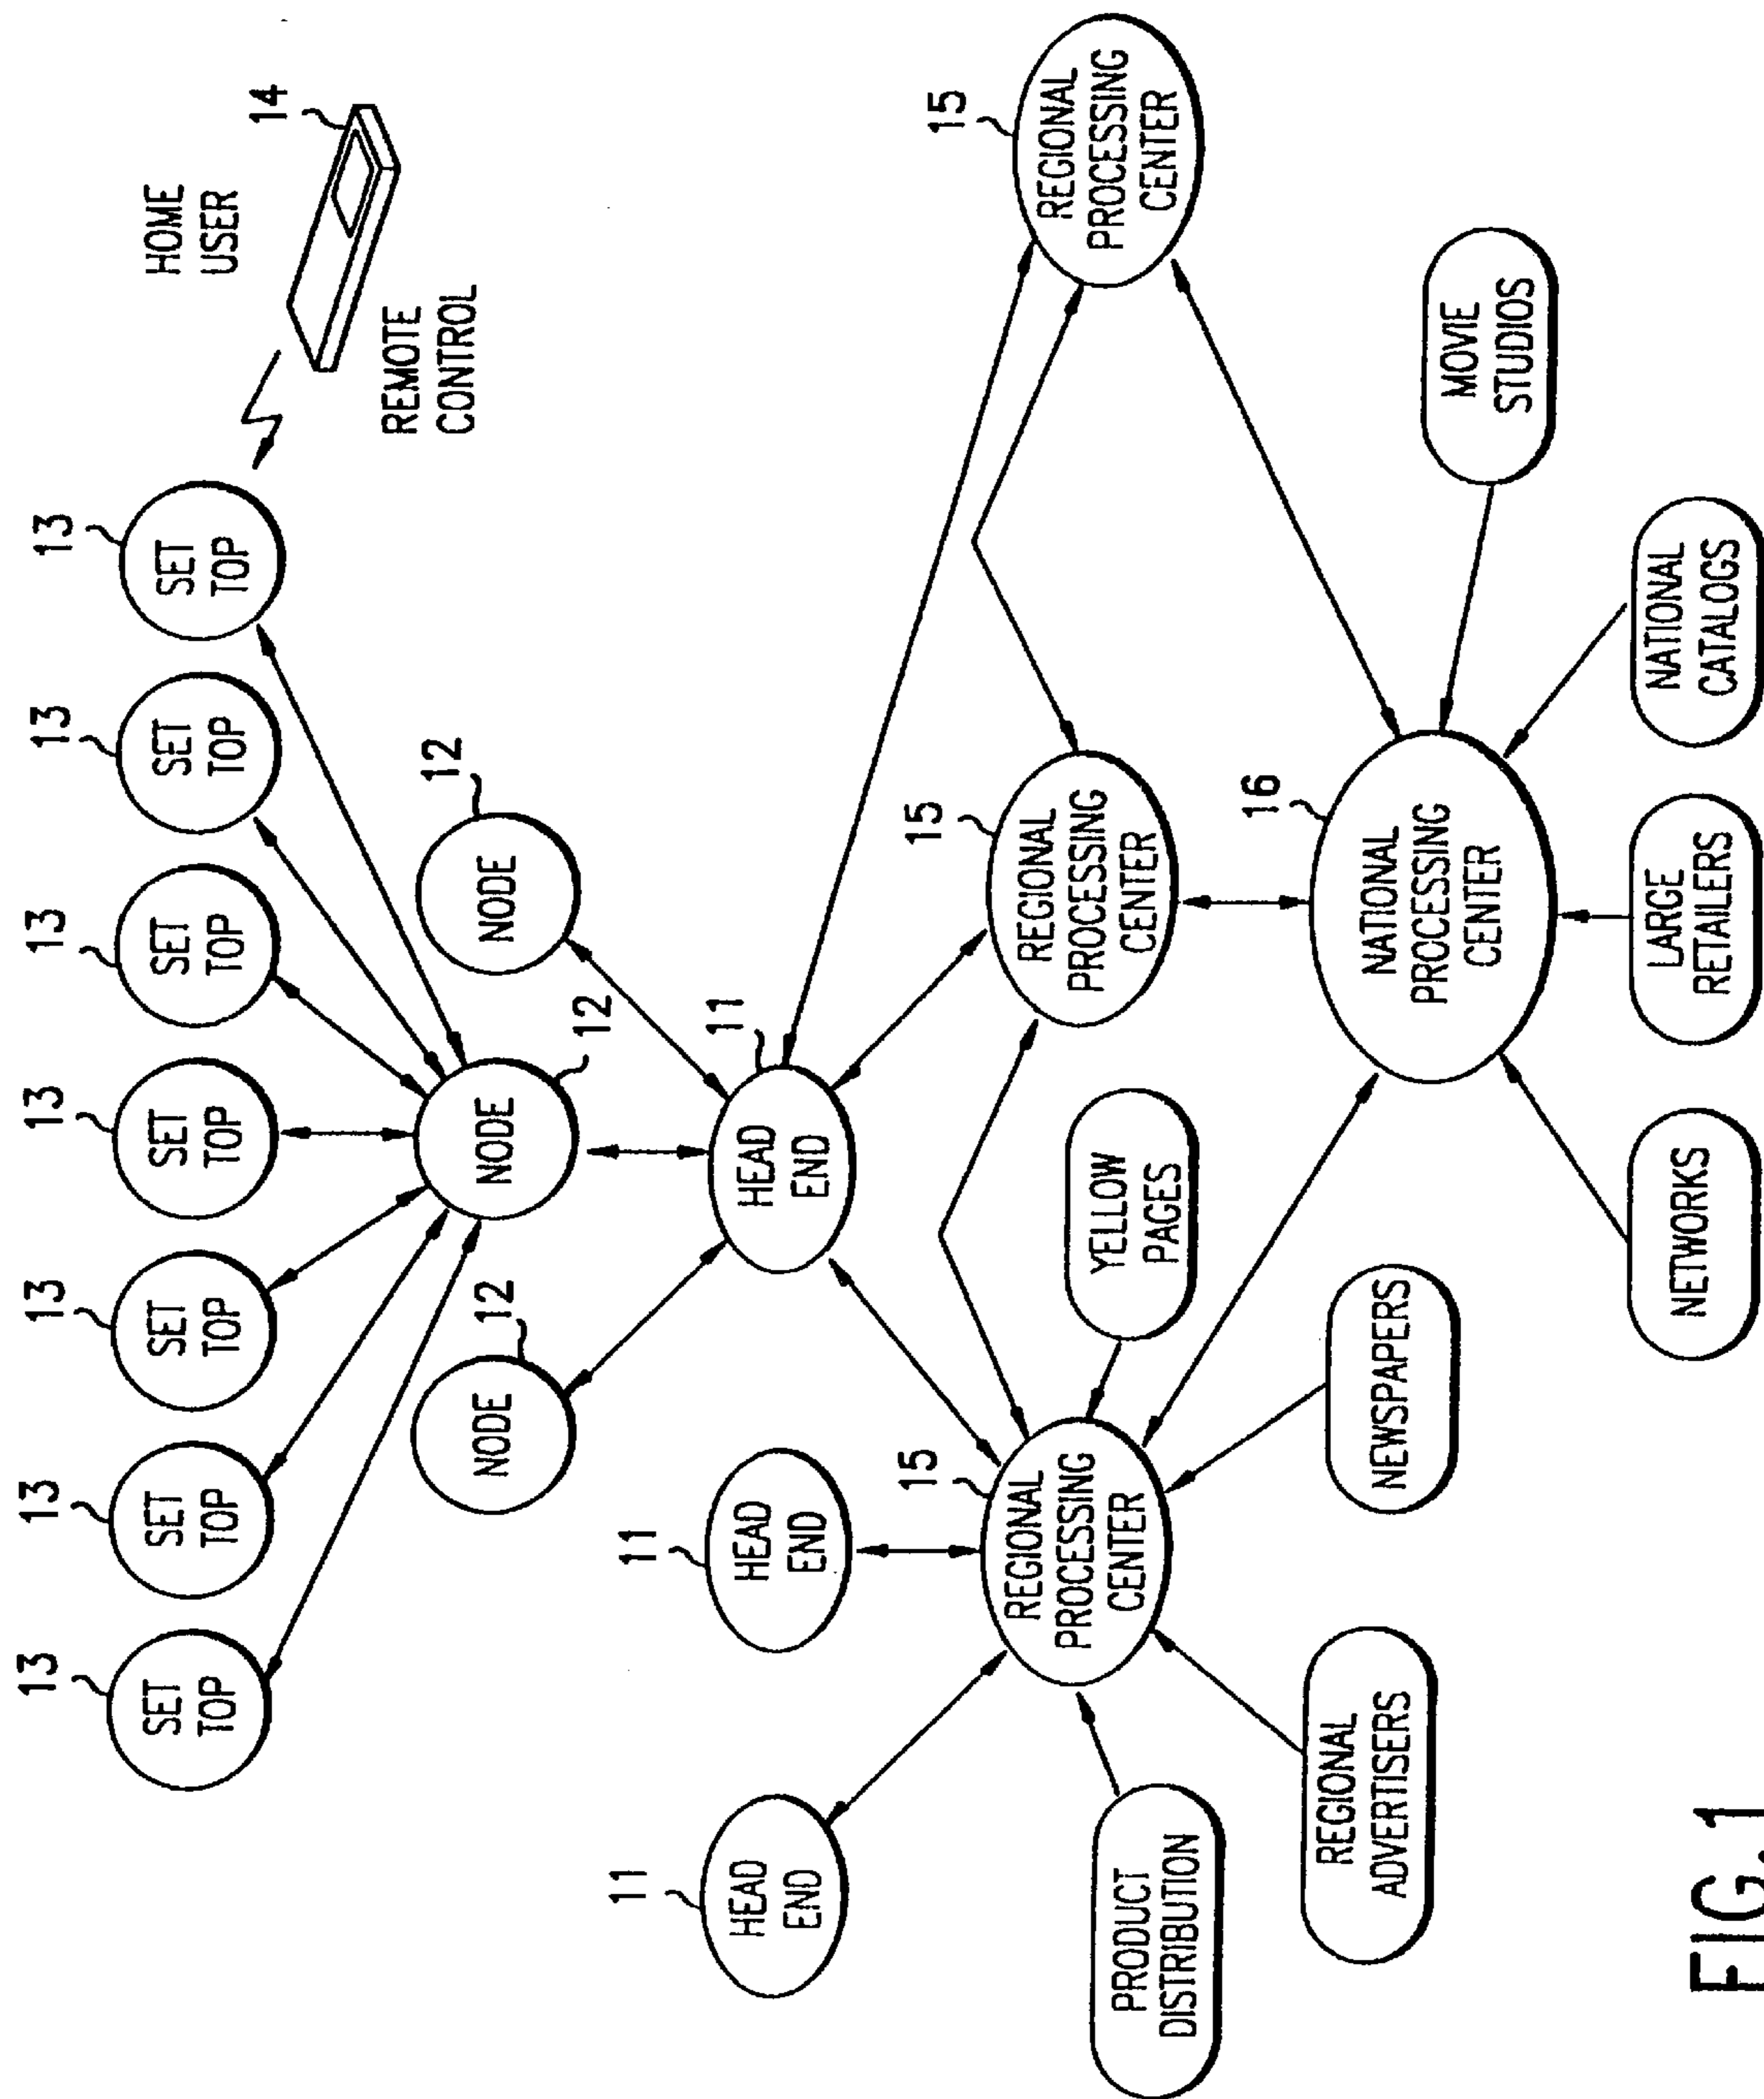 13
SET
TOP
13
SET
TOP
13
SET
TOP
13
SET
TOP
13
SET
TOP
13
SET
TOP
13
SET
TOP
HOME
USER
14
REMOTE
CONTROL
12
NODE
NODE
12
NODE
12
11
HEAD
END
11
HEAD
END
11
HEAD
END
15
REGIONAL
PROCESSING
CENTER
15
REGIONAL
PROCESSING
CENTER
15
REGIONAL
PROCESSING
CENTER
YELLOW
PAGES
PRODUCT
DISTRIBUTION
REGIONAL
ADVERTISERS
NEWSPAPERS
16
NATIONAL
PROCESSING
CENTER
MOVIE
STUDIOS
NETWORKS
LARGE
RETAILERS
NATIONAL
CATALOGS
FIG.1